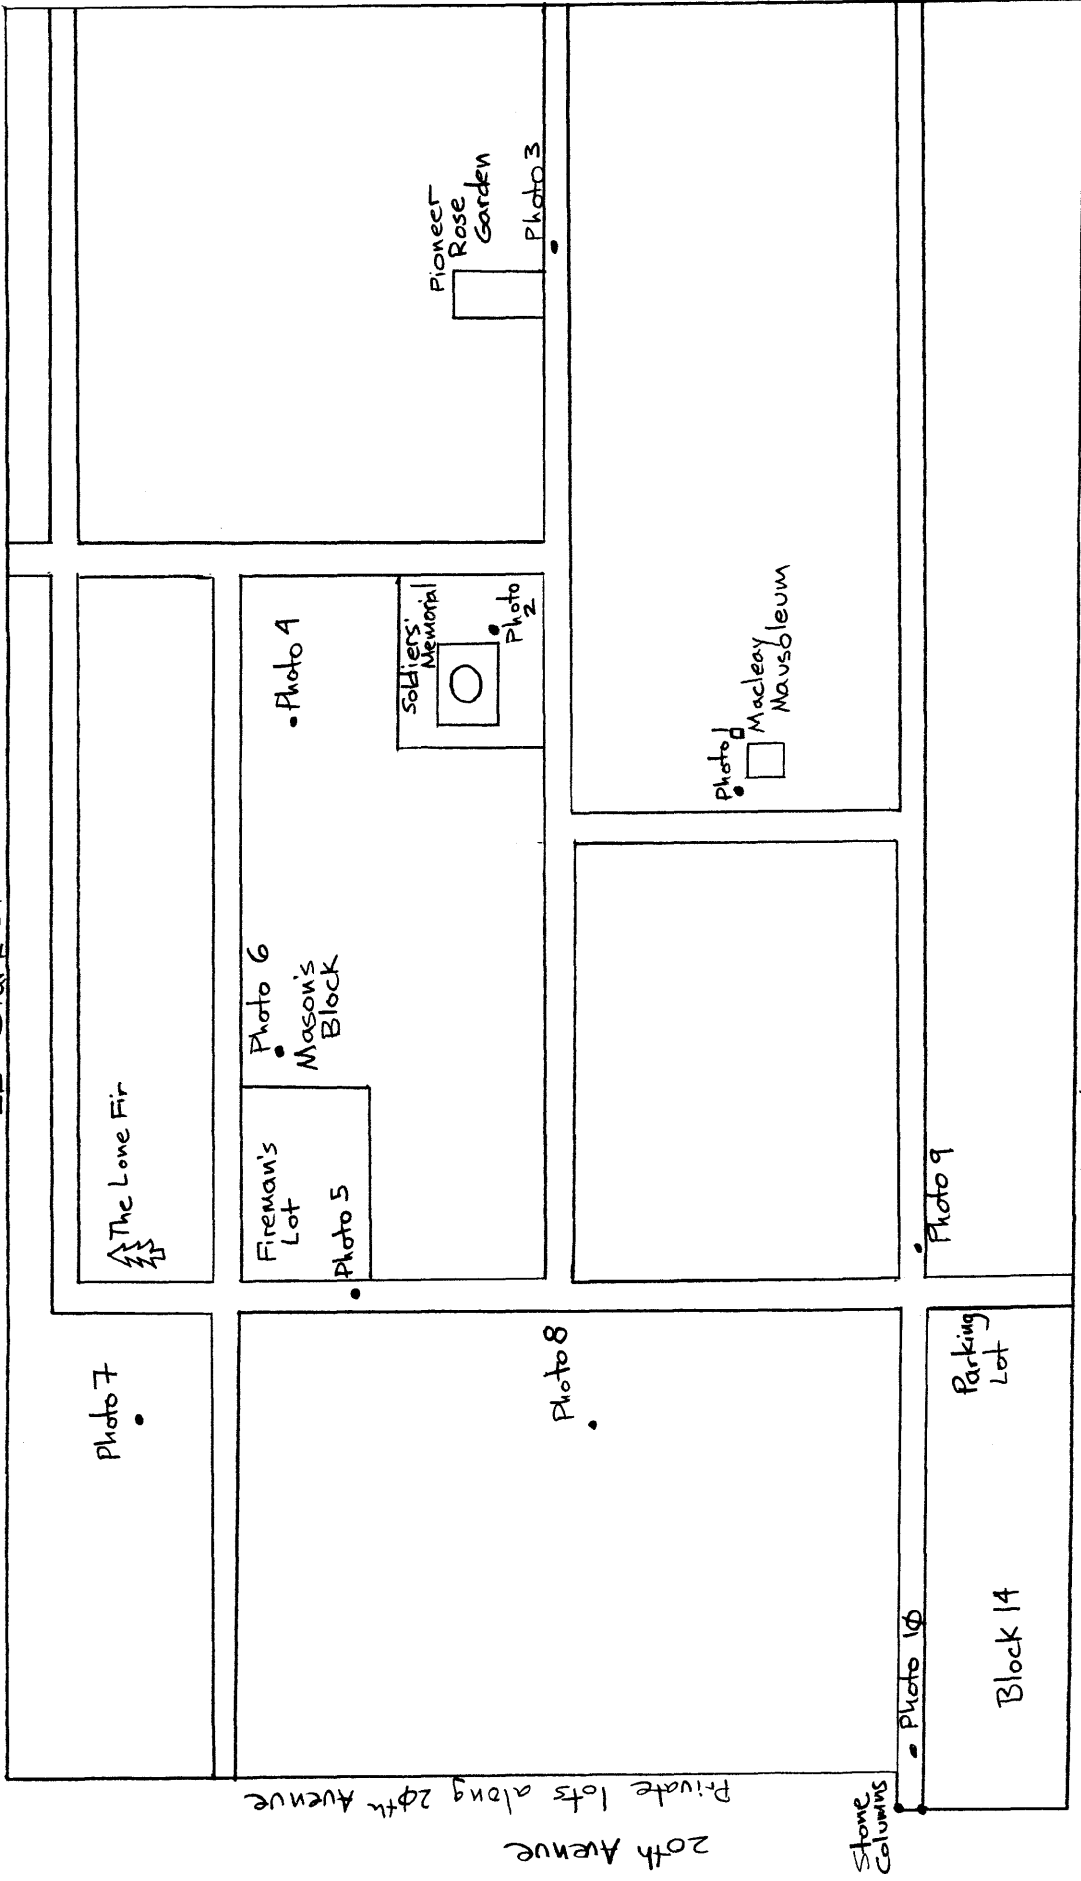 Photo 7
The Lone Fir
Fireman's
Lot
Photo 5
Photo 6
Mason's
Block
Photo 4
Soldiers'
Memorial
Photo
2
Pioneer
Rose
Garden
Photo 3
Private lots along 20th Avenue
20th Avenue
Photo 8
Photo 1
Macleay
Mausoleum
Stone
Columns
Photo 10
Photo 9
Block 14
Parking
Lot